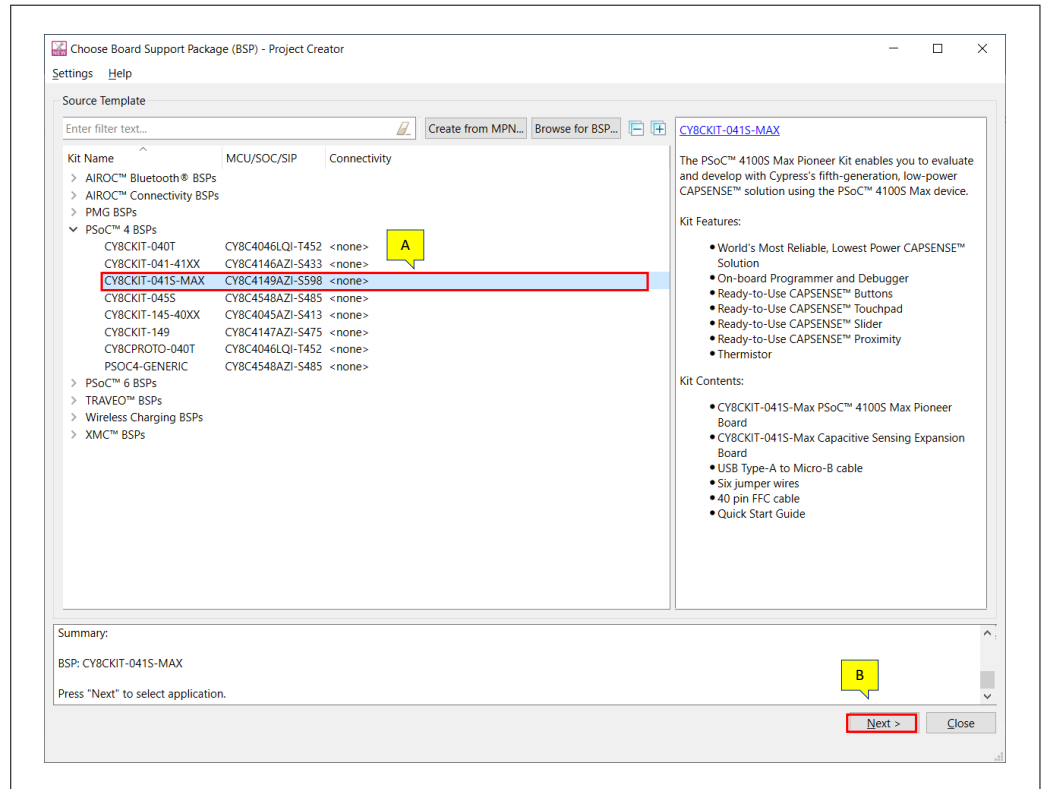 Choose Board Support Package (BSP) - Project Creator
Settings Help
Source Template
Enter filter text...
Create from MPN... Browse for BSP...
Kit Name MCU/SOC/SIP Connectivity
AIROC™ Bluetooth® BSPs
AIROC™ Connectivity BSPs
PMG BSPs
PSoC™ 4 BSPs
CY8CKIT-040T CY8C4046LQI-T452 <none>
A
CY8CKIT-041-41XX CY8C4146AZI-S433 <none>
CY8CKIT-041S-MAX CY8C4149AZI-S598 <none>
CY8CKIT-045S CY8C4548AZI-S485 <none>
CY8CKIT-145-40XX CY8C4045AZI-S413 <none>
CY8CKIT-149 CY8C4147AZI-S475 <none>
CY8CPROTO-040T CY8C4046LQI-T452 <none>
PSOC4-GENERIC CY8C4548AZI-S485 <none>
PSoC™ 6 BSPs
TRAVEO™ BSPs
Wireless Charging BSPs
XMC™ BSPs
CY8CKIT-041S-MAX
The PSoC™ 4100S Max Pioneer Kit enables you to evaluate
and develop with Cypress's fifth-generation, low-power
CAPSENSE™ solution using the PSoC™ 4100S Max device.
Kit Features:
• World's Most Reliable, Lowest Power CAPSENSE™
Solution
• On-board Programmer and Debugger
• Ready-to-Use CAPSENSE™ Buttons
• Ready-to-Use CAPSENSE™ Touchpad
• Ready-to-Use CAPSENSE™ Slider
• Ready-to-Use CAPSENSE™ Proximity
• Thermistor
Kit Contents:
• CY8CKIT-041S-Max PSoC™ 4100S Max Pioneer
Board
• CY8CKIT-041S-Max Capacitive Sensing Expansion
Board
• USB Type-A to Micro-B cable
• Six jumper wires
• 40 pin FFC cable
• Quick Start Guide
Summary:
BSP: CY8CKIT-041S-MAX
Press "Next" to select application.
B
Next > Close